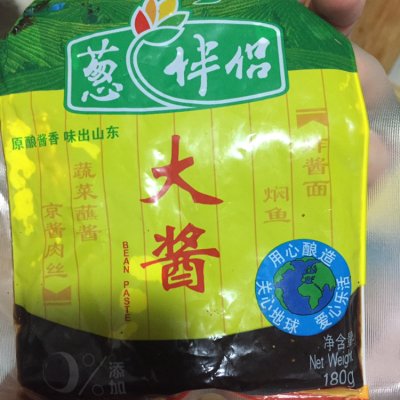 葱伴侣
原酿酱香 味出山东
大酱
BEAN PASTE
炸酱面
焖鱼
蔬菜蘸酱
京酱肉丝
用心酿造
关心地球 爱心乐活
0%添加
净含量
Net Weight
180g